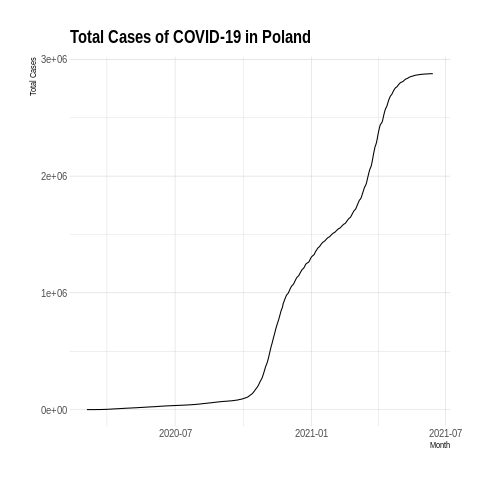 Total Cases of COVID-19 in Poland
Total Cases
3e+06
2e+06
1e+06
0e+00
2020-07
2021-01
2021-07
Month